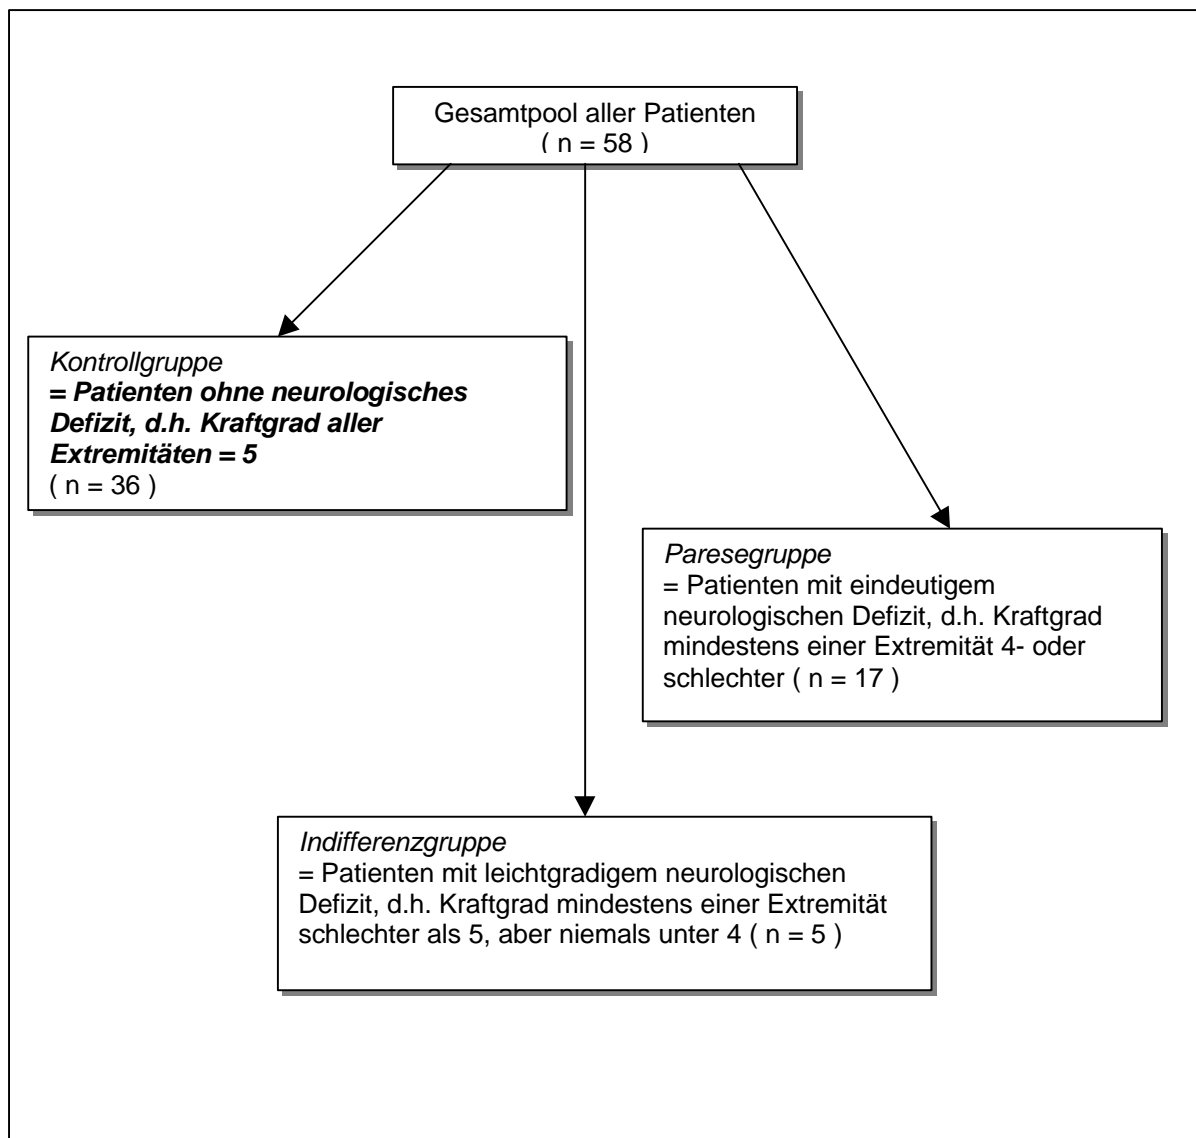 Gesamtpool aller Patienten
( n = 58 )
Kontrollgruppe
= Patienten ohne neurologisches
Defizit, d.h. Kraftgrad aller
Extremitäten = 5
( n = 36 )
Paresegruppe
= Patienten mit eindeutigem
neurologischen Defizit, d.h. Kraftgrad
mindestens einer Extremität 4- oder
schlechter ( n = 17 )
Indifferenzgruppe
= Patienten mit leichtgradigem neurologischen
Defizit, d.h. Kraftgrad mindestens einer Extremität
schlechter als 5, aber niemals unter 4 ( n = 5 )